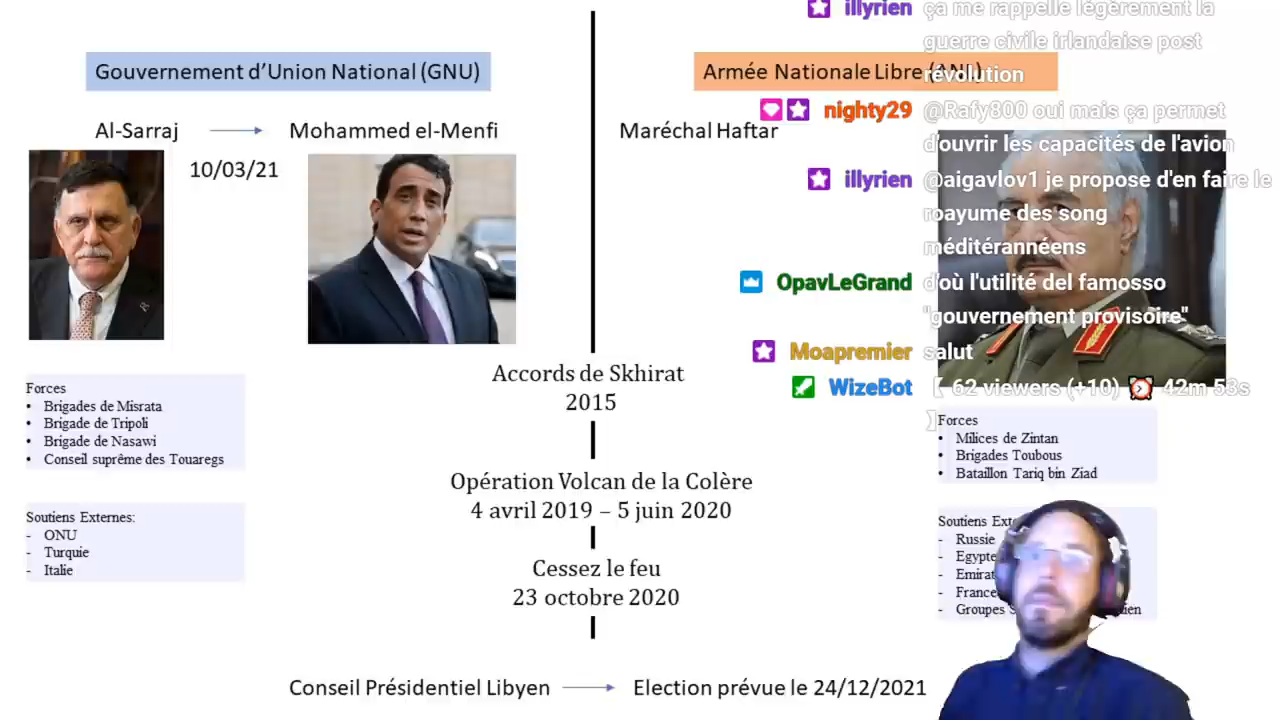 Gouvernement d'Union National (GNU)
Al-Sarraj
Mohammed el-Menfi
10/03/21
Forces
• Brigades de Misrata
• Brigade de Tripoli
• Brigade de Nasawi
• Conseil suprême des Touaregs
Soutiens Externes:
- ONU
- Turquie
- Italie
Accords de Skhirat
2015
Opération Volcan de la Colère
4 avril 2019 – 5 juin 2020
Cessez le feu
23 octobre 2020
Conseil Présidentiel Libyen
Election prévue le 24/12/2021
Armée Nationale Libre
Maréchal Haftar
Forces
• Milices de Zintan
• Brigades Toubous
• Bataillon Tariq bin Ziad
Soutiens
- Russie
- Egypte
- Emirat
- France
- Groupes
illyrien ça me rappelle légèrement la
guerre civile irlandaise post
révolution
nighty29 @Rafy800 oui mais ça permet
d'ouvrir les capacités de l'avion
illyrien @aigavlov1 je propose d'en faire le
roayume des song
méditérannéens
OpavLeGrand d'où l'utilité del famosso
"gouvernement provisoire"
Moapremier salut
WizeBot 【 62 viewers (+10) ⏰ 42m 53s
】